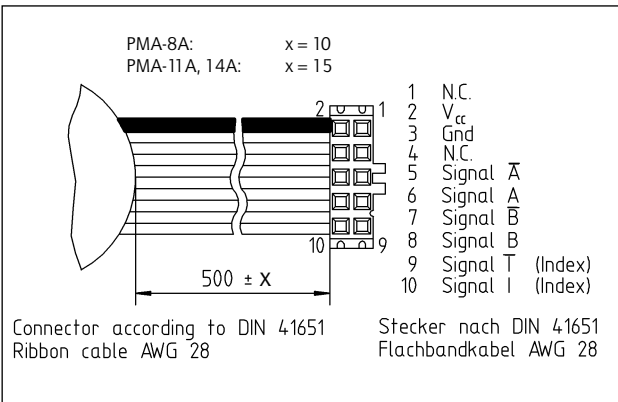 PMA-8A: x = 10
PMA-11A, 14A: x = 15
2 1
10 9
500 ± X
1 N.C.
2 Vcc
3 Gnd
4 N.C.
5 Signal A̅
6 Signal A
7 Signal B̅
8 Signal B
9 Signal I̅ (Index)
10 Signal I (Index)
Connector according to DIN 41651
Ribbon cable AWG 28
Stecker nach DIN 41651
Flachbandkabel AWG 28